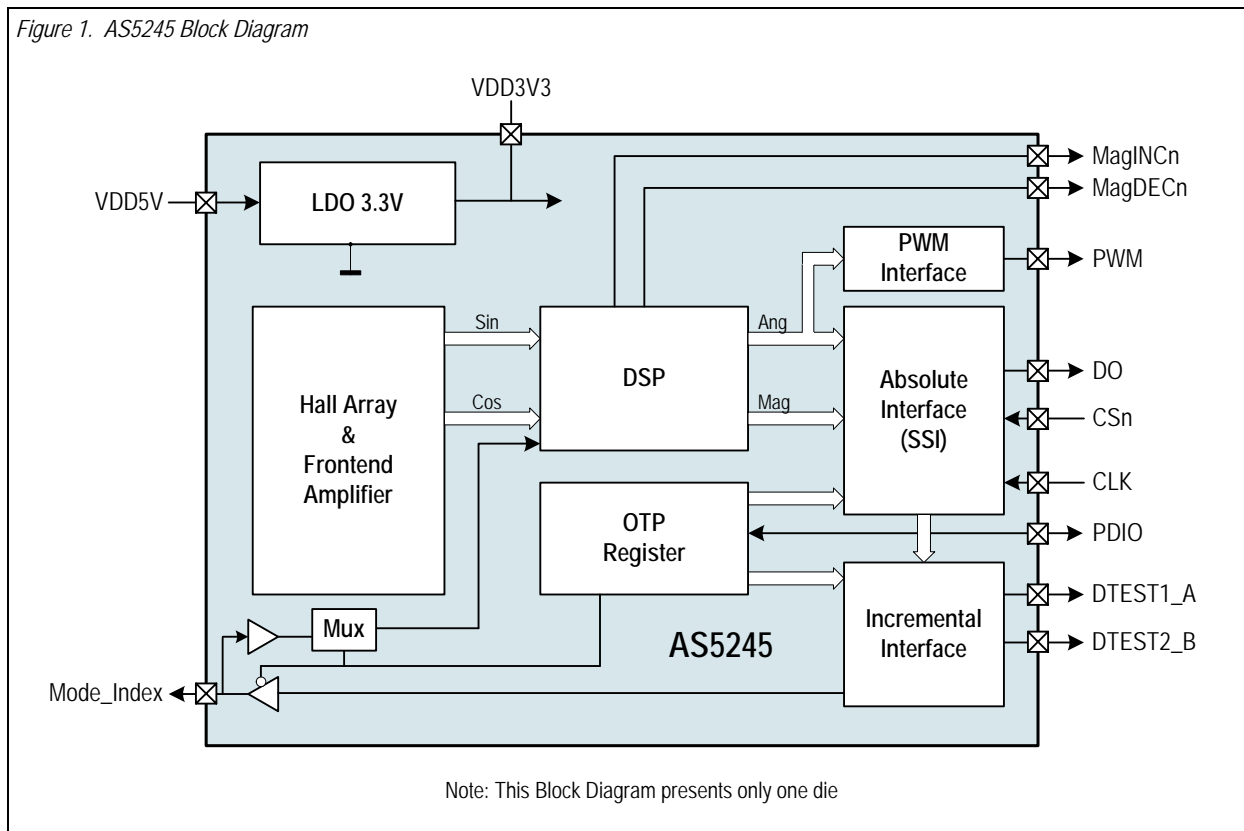 Figure 1. AS5245 Block Diagram
VDD3V3
VDD5V
LDO 3.3V
MagINCn
MagDECn
PWM
Interface
PWM
Hall Array
&
Frontend
Amplifier
Sin
Cos
DSP
Ang
Mag
Absolute
Interface
(SSI)
DO
CSn
CLK
OTP
Register
PDIO
Incremental
Interface
DTEST1_A
DTEST2_B
Mux
AS5245
Mode_Index
Note: This Block Diagram presents only one die